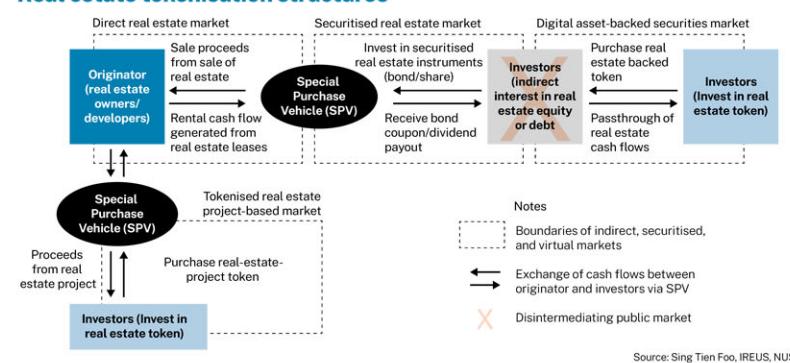 Real estate tokenisation structures
Direct real estate market
Securitised real estate market
Digital asset-backed securities market
Originator
(real estate
owners/
developers)
Sale proceeds
from sale of
real estate
Rental cash flow
generated from
real estate leases
Special
Purchase
Vehicle (SPV)
Invest in securitised
real estate instruments
(bond/share)
Receive bond
coupon/dividend
payout
Investors
(indirect
interest in real
estate equity
or debt
Purchase real
estate backed
token
Passthrough of
real estate
cash flows
Investors
(Invest in real
estate token)
Special
Purchase
Vehicle (SPV)
Tokenised real estate
project-based market
Proceeds
from real
estate project
Purchase real-estate-
project token
Investors (Invest in
real estate token)
Notes
Boundaries of indirect, securitised,
and virtual markets
Exchange of cash flows between
originator and investors via SPV
X
Disintermediating public market
Source: Sing Tien Foo, IREUS, NUS